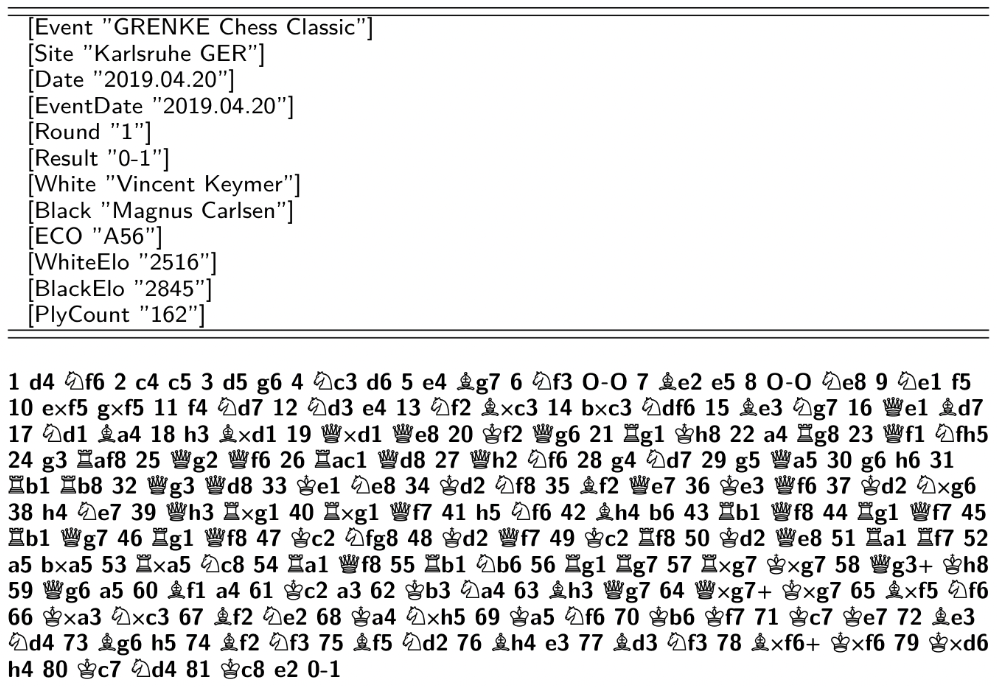 [Event "GRENKE Chess Classic"]
[Site "Karlsruhe GER"]
[Date "2019.04.20"]
[EventDate "2019.04.20"]
[Round "1"]
[Result "0-1"]
[White "Vincent Keymer"]
[Black "Magnus Carlsen"]
[ECO "A56"]
[WhiteElo "2516"]
[BlackElo "2845"]
[PlyCount "162"]
1 d4 ♘f6 2 c4 c5 3 d5 g6 4 ♘c3 d6 5 e4 ♗g7 6 ♘f3 O-O 7 ♗e2 e5 8 O-O ♘e8 9 ♘e1 f5
10 e×f5 g×f5 11 f4 ♘d7 12 ♘d3 e4 13 ♘f2 ♗×c3 14 b×c3 ♘df6 15 ♗e3 ♘g7 16 ♕e1 ♗d7
17 ♘d1 ♗a4 18 h3 ♗×d1 19 ♕×d1 ♕e8 20 ♔f2 ♕g6 21 ♖g1 ♔h8 22 a4 ♖g8 23 ♕f1 ♘fh5
24 g3 ♖af8 25 ♕g2 ♕f6 26 ♖ac1 ♕d8 27 ♕h2 ♘f6 28 g4 ♘d7 29 g5 ♕a5 30 g6 h6 31
♖b1 ♖b8 32 ♕g3 ♕d8 33 ♔e1 ♘e8 34 ♔d2 ♘f8 35 ♗f2 ♕e7 36 ♔e3 ♕f6 37 ♔d2 ♘×g6
38 h4 ♘e7 39 ♕h3 ♖×g1 40 ♖×g1 ♕f7 41 h5 ♘f6 42 ♗h4 b6 43 ♖b1 ♕f8 44 ♖g1 ♕f7 45
♖b1 ♕g7 46 ♖g1 ♕f8 47 ♔c2 ♘fg8 48 ♔d2 ♕f7 49 ♔c2 ♖f8 50 ♔d2 ♕e8 51 ♖a1 ♖f7 52
a5 b×a5 53 ♖×a5 ♘c8 54 ♖a1 ♕f8 55 ♖b1 ♘b6 56 ♖g1 ♖g7 57 ♖×g7 ♔×g7 58 ♕g3+ ♔h8
59 ♕g6 a5 60 ♗f1 a4 61 ♔c2 a3 62 ♔b3 ♘a4 63 ♗h3 ♕g7 64 ♕×g7+ ♔×g7 65 ♗×f5 ♘f6
66 ♔×a3 ♘×c3 67 ♗f2 ♘e2 68 ♔a4 ♘×h5 69 ♔a5 ♘f6 70 ♔b6 ♔f7 71 ♔c7 ♔e7 72 ♗e3
♘d4 73 ♗g6 h5 74 ♗f2 ♘f3 75 ♗f5 ♘d2 76 ♗h4 e3 77 ♗d3 ♘f3 78 ♗×f6+ ♔×f6 79 ♔×d6
h4 80 ♔c7 ♘d4 81 ♔c8 e2 0-1